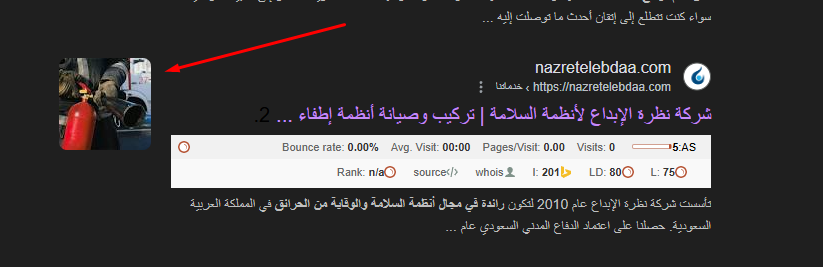 سواء كنت تتطلع إلى إتقان أحدث ما توصلت إليه ...
nazretelebdaa.com
https://nazretelebdaa.com › خدماتنا
2. شركة نظرة الإبداع لأنظمة السلامة | تركيب وصيانة أنظمة إطفاء ...
Bounce rate: 0.00% Avg. Visit: 00:00 Pages/Visit: 0.00 Visits: 0 5:AS
Rank: n/a source </> whois I: 201 LD: 80 L: 75
تأسست شركة نظرة الإبداع عام 2010 لتكون رائدة في مجال أنظمة السلامة والوقاية من الحرائق في المملكة العربية
السعودية. حصلنا على اعتماد الدفاع المدني السعودي عام ...